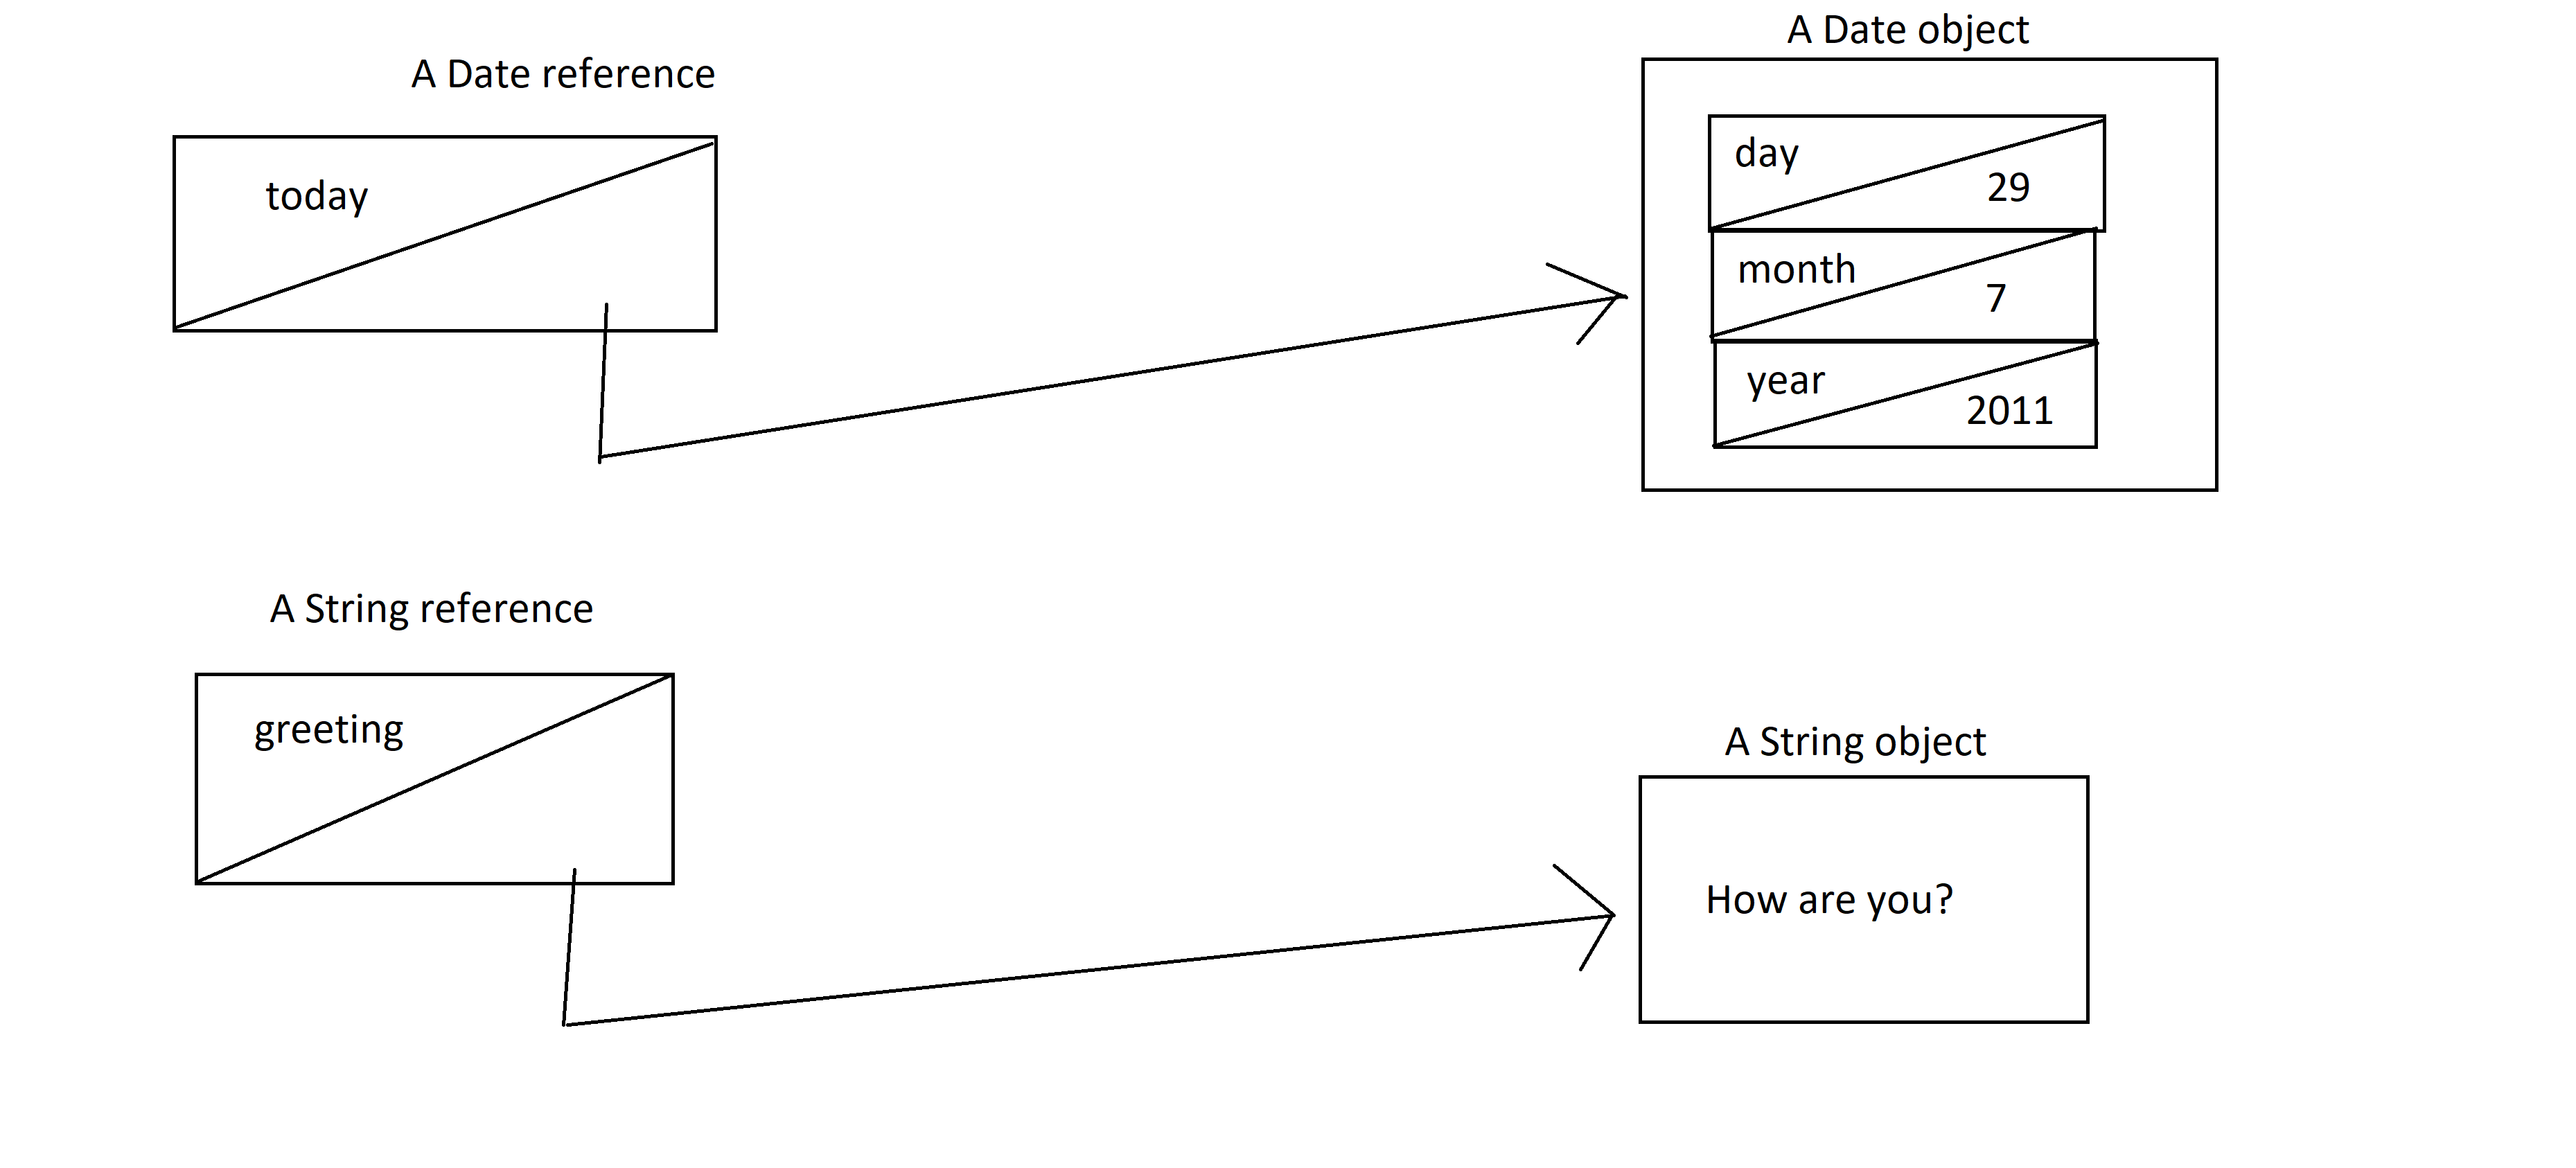 A Date object
A Date reference
day
today
29
month
7
year
2011
A String reference
greeting
A String object
How are you?